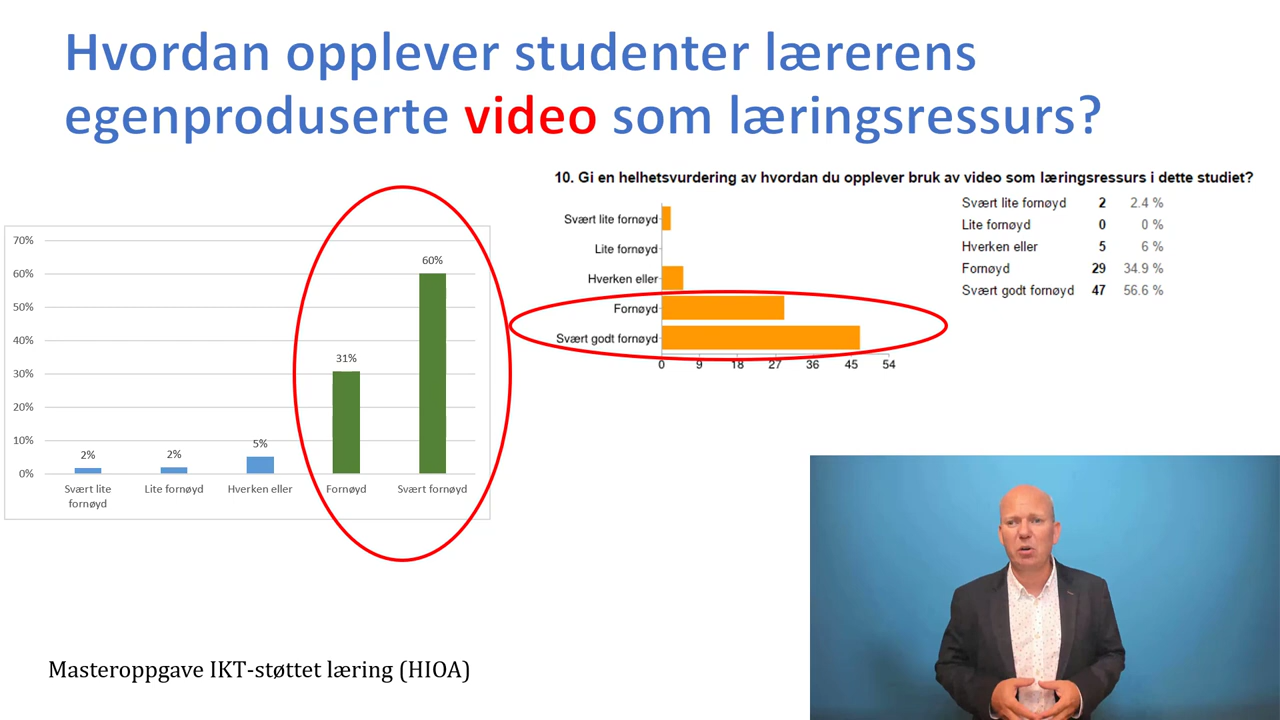 Hvordan opplever studenter lærerens
egenproduserte video som læringsressurs?
10. Gi en helhetsvurdering av hvordan du opplever bruk av video som læringsressurs i dette studiet?
Svært lite fornøyd
Lite fornøyd
Hverken eller
Fornøyd
Svært godt fornøyd
0 9 18 27 36 45 54
Svært lite fornøyd 2 2.4 %
Lite fornøyd 0 0 %
Hverken eller 5 6 %
Fornøyd 29 34.9 %
Svært godt fornøyd 47 56.6 %
70%
60%
50%
40%
30%
20%
10%
0%
2% 2% 5% 31% 60%
Svært lite
fornøyd
Lite fornøyd
Hverken eller
Fornøyd
Svært fornøyd
Masteroppgave IKT-støttet læring (HIOA)